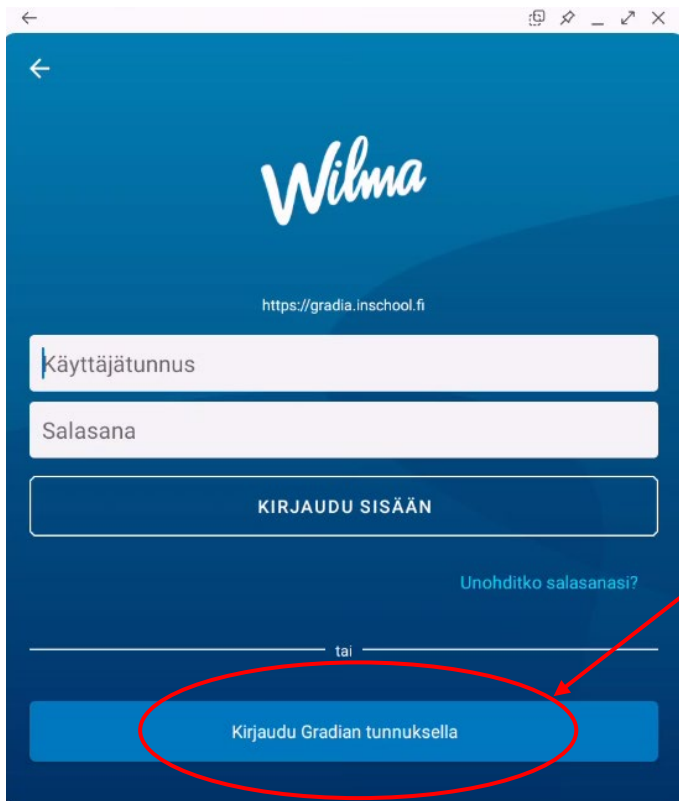 Wilma
https://gradia.inschool.fi
Käyttäjätunnus
Salasana
KIRJAUDU SISÄÄN
Unohditko salasanasi?
tai
Kirjaudu Gradian tunnuksella